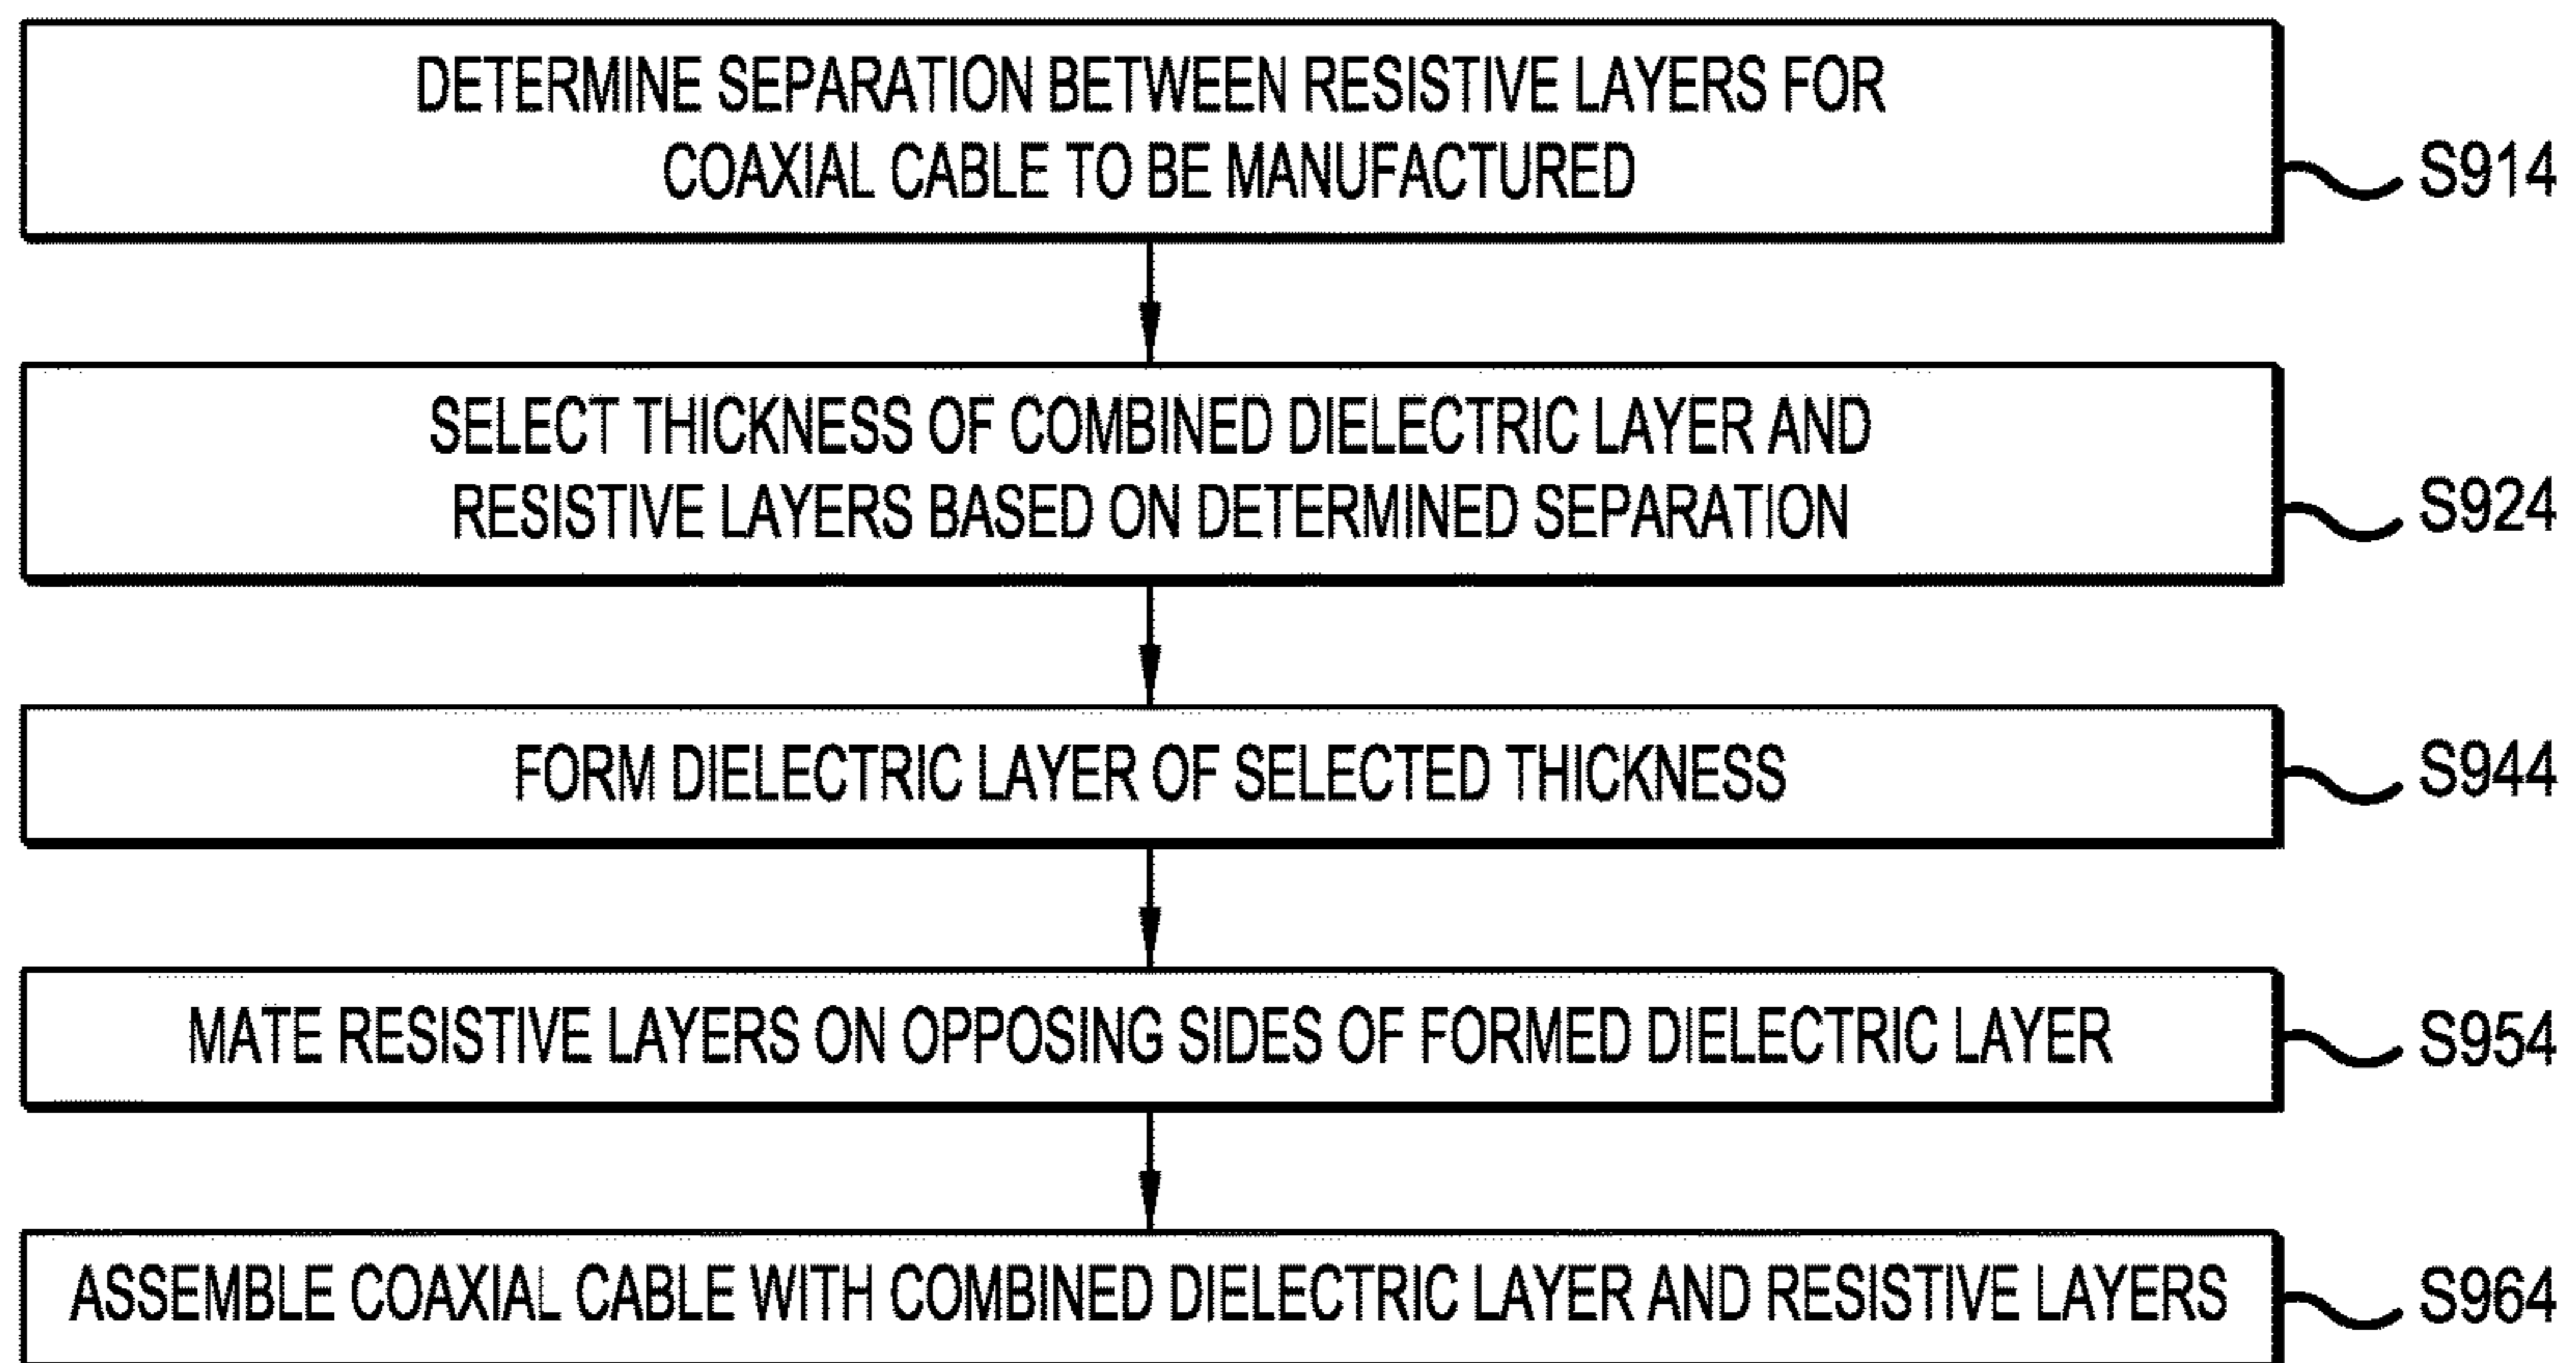 DETERMINE SEPARATION BETWEEN RESISTIVE LAYERS FOR
COAXIAL CABLE TO BE MANUFACTURED
S914
SELECT THICKNESS OF COMBINED DIELECTRIC LAYER AND
RESISTIVE LAYERS BASED ON DETERMINED SEPARATION
S924
FORM DIELECTRIC LAYER OF SELECTED THICKNESS
S944
MATE RESISTIVE LAYERS ON OPPOSING SIDES OF FORMED DIELECTRIC LAYER
S954
ASSEMBLE COAXIAL CABLE WITH COMBINED DIELECTRIC LAYER AND RESISTIVE LAYERS
S964